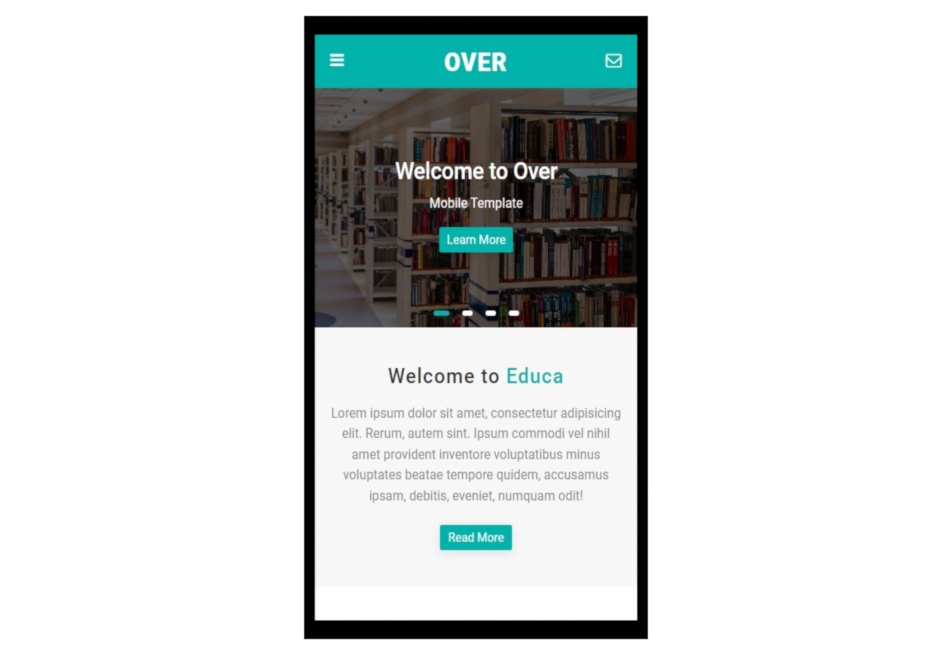 OVER
Welcome to Over
Mobile Template
Learn More
Welcome to Educa
Lorem ipsum dolor sit amet, consectetur adipisicing
elit. Rerum, autem sint. Ipsum commodi vel nihil
amet provident inventore voluptatibus minus
voluptates beatae tempore quidem, accusamus
ipsam, debitis, eveniet, numquam odit!
Read More